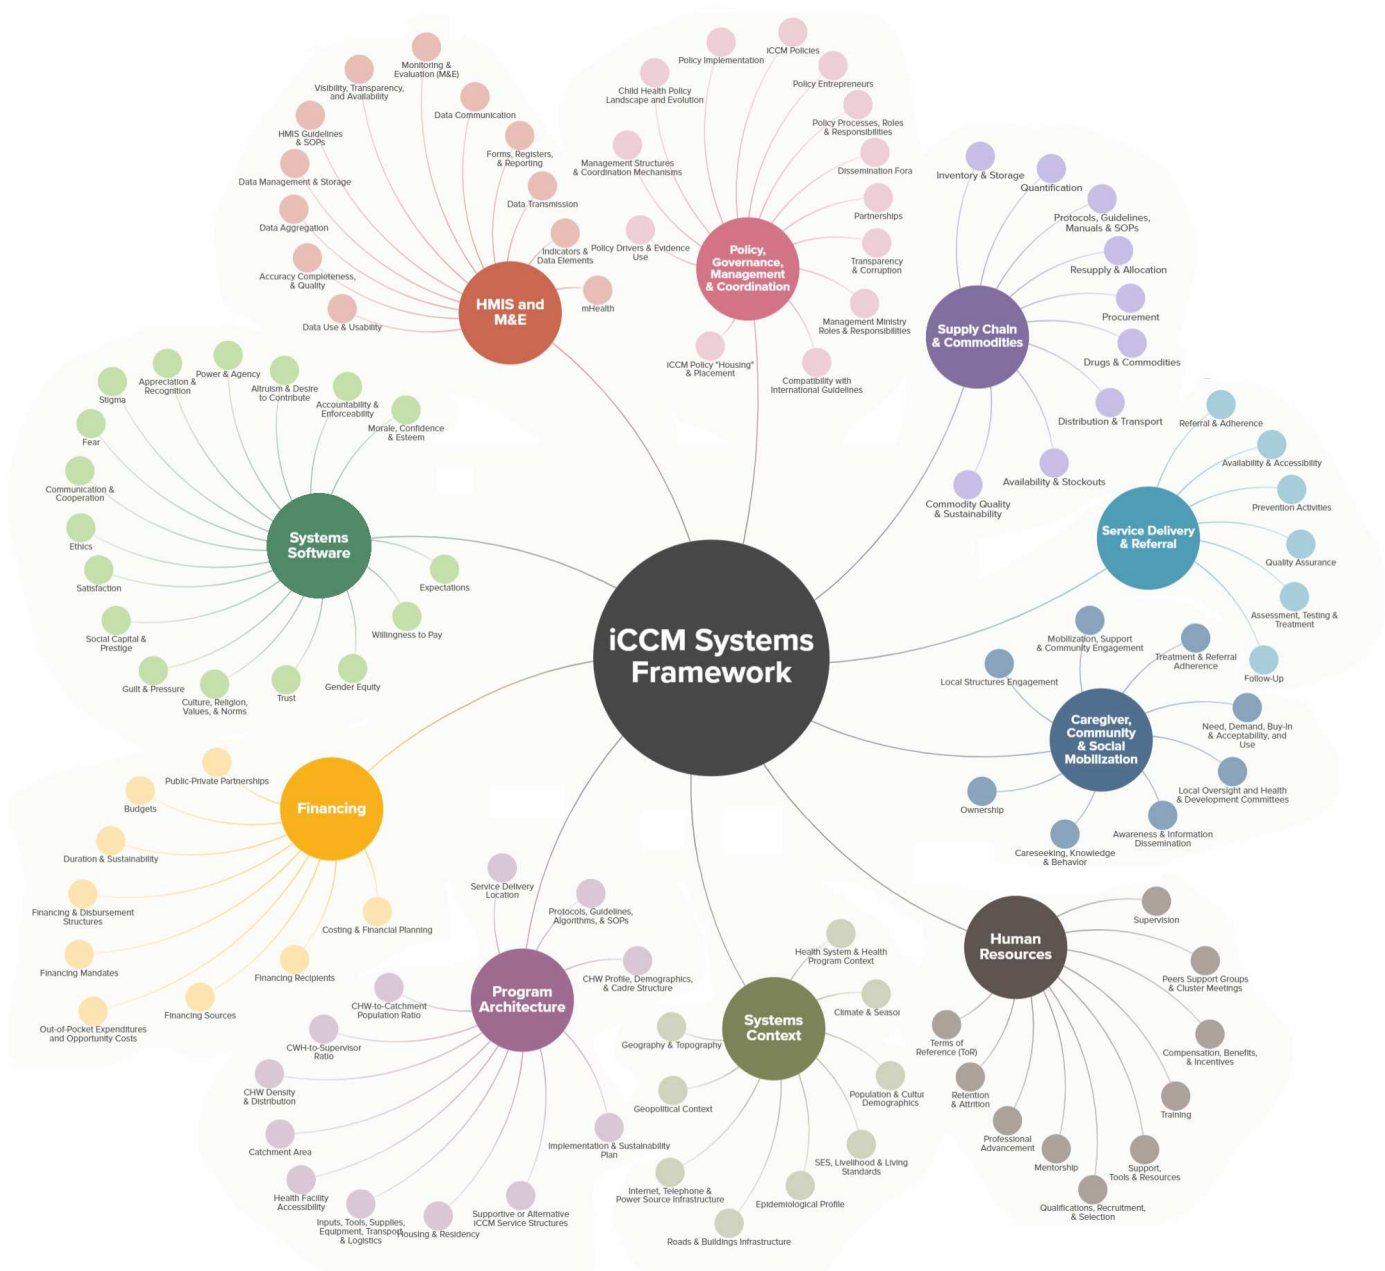 iCCM Systems
Framework
HMIS and
M&E
Monitoring &
Evaluation (M&E)
Visibility, Transparency,
and Availability
Data Communication
HMIS Guidelines
& SOPs
Forms, Registers,
& Reporting
Data Management & Storage
Data Transmission
Data Aggregation
Indicators &
Data Elements
Accuracy Completeness,
& Quality
mHealth
Data Use & Usability
Policy,
Governance,
Management
& Coordination
iCCM Policies
Policy Implementation
Policy Entrepreneurs
Child Health Policy
Landscape and Evolution
Policy Processes, Roles
& Responsibilities
Management Structures
& Coordination Mechanisms
Dissemination Fora
Partnerships
Policy Drivers & Evidence
Use
Transparency
& Corruption
Management Ministry
Roles & Responsibilities
iCCM Policy "Housing"
& Placement
Compatibility with
International Guidelines
Supply Chain
& Commodities
Inventory & Storage
Quantification
Protocols, Guidelines,
Manuals & SOPs
Resupply & Allocation
Procurement
Drugs & Commodities
Distribution & Transport
Availability & Stockouts
Commodity Quality
& Sustainability
Service Delivery
& Referral
Referral & Adherence
Availability & Accessibility
Prevention Activities
Quality Assurance
Assessment, Testing &
Treatment
Follow-Up
Caregiver,
Community
& Social
Mobilization
Mobilization, Support
& Community Engagement
Treatment & Referral
Adherence
Local Structures Engagement
Need, Demand, Buy-In
& Acceptability, and
Use
Local Oversight and Health
& Development Committees
Ownership
Awareness & Information
Dissemination
Careseeking, Knowledge
& Behavior
Human
Resources
Supervision
Peers Support Groups
& Cluster Meetings
Compensation, Benefits,
& Incentives
Training
Support,
Tools & Resources
Qualifications, Recruitment,
& Selection
Mentorship
Professional
Advancement
Retention
& Attrition
Terms of
Reference (ToR)
Systems
Context
Health System & Health
Program Context
Climate & Season
Population & Cultu
Demographics
SES, Livelihood & Living
Standards
Epidemiological Profile
Roads & Buildings Infrastructure
Internet, Telephone &
Power Source Infrastructure
Geopolitical Context
Geography & Topography
Program
Architecture
Service Delivery
Location
Protocols, Guidelines,
Algorithms, & SOPs
CHW Profile, Demographics,
& Cadre Structure
CHW-to-Catchment
Population Ratio
CWH-to-Supervisor
Ratio
CHW Density
& Distribution
Catchment Area
Health Facility
Accessibility
Inputs, Tools, Supplies,
Equipment, Transport
& Logistics
Housing & Residency
Supportive or Alternative
iCCM Service Structures
Implementation & Sustainability
Plan
Financing
Public-Private Partnerships
Budgets
Duration & Sustainability
Financing & Disbursement
Structures
Financing Mandates
Out-of-Pocket Expenditures
and Opportunity Costs
Financing Sources
Financing Recipients
Costing & Financial Planning
Systems
Software
Power & Agency
Appreciation &
Recognition
Altruism & Desire
to Contribute
Accountability &
Enforceability
Morale, Confidence
& Esteem
Stigma
Fear
Communication &
Cooperation
Ethics
Satisfaction
Social Capital &
Prestige
Guilt & Pressure
Culture, Religion,
Values, & Norms
Trust
Gender Equity
Willingness to Pay
Expectations